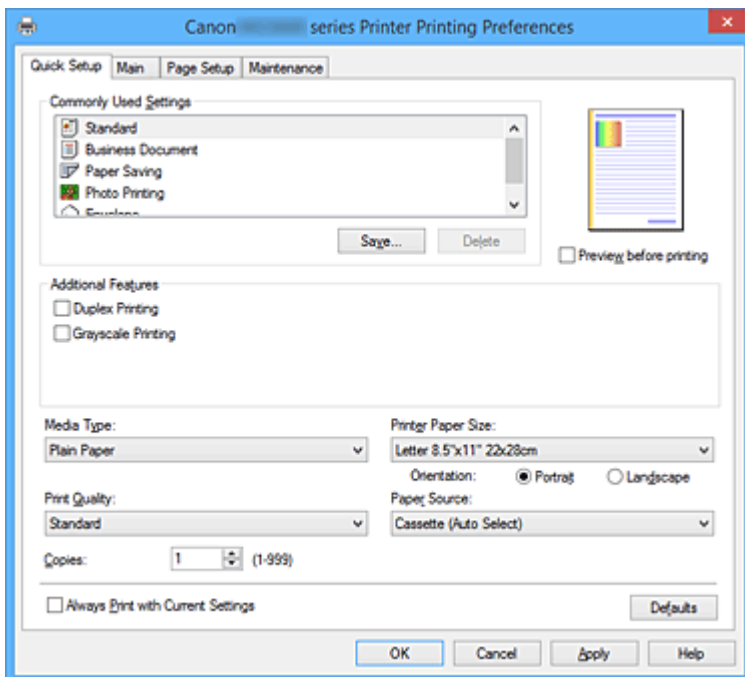 Canon series Printer Printing Preferences
Quick Setup Main Page Setup Maintenance
Commonly Used Settings
Standard
Business Document
Paper Saving
Photo Printing
Envelope
Save... Delete
Preview before printing
Additional Features
Duplex Printing
Grayscale Printing
Media Type: Printer Paper Size:
Plain Paper Letter 8.5"x11" 22x28cm
Orientation: Portrait Landscape
Print Quality: Paper Source:
Standard Cassette (Auto Select)
Copies: 1 (1-999)
Always Print with Current Settings Defaults
OK Cancel Apply Help